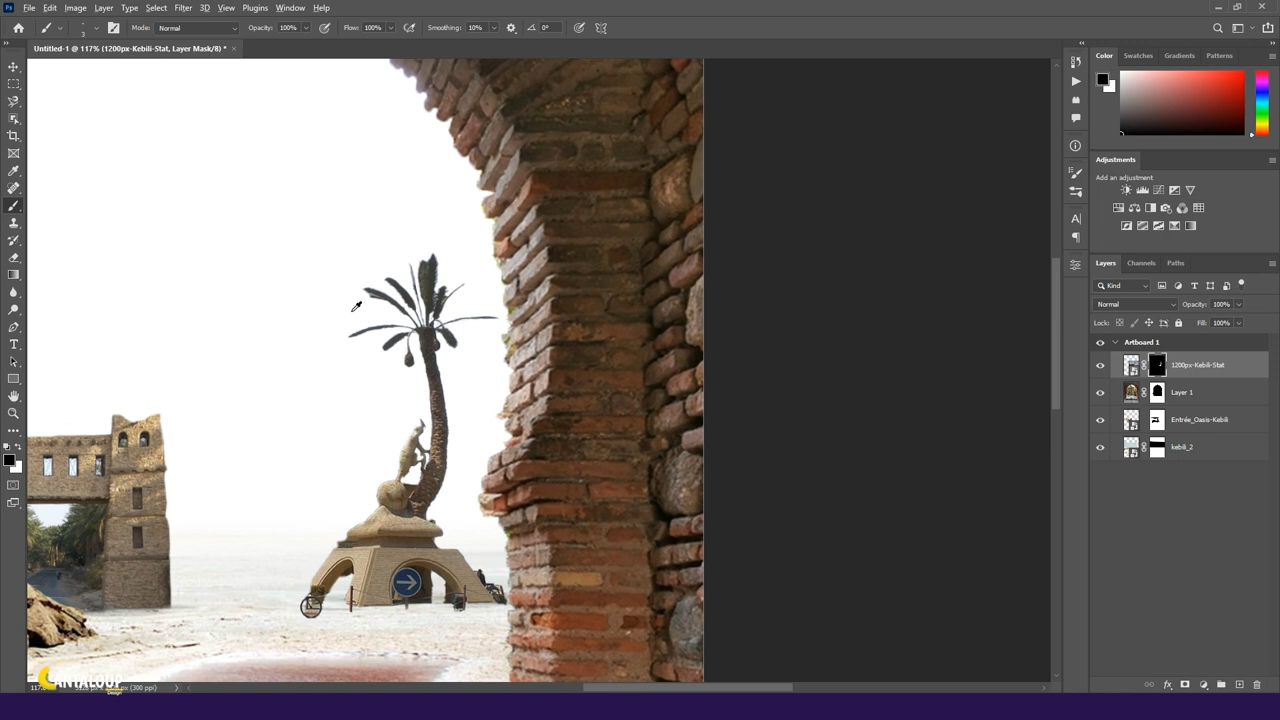 File Edit Image Layer Type Select Filter 3D View Plugins Window Help
3 Mode: Normal Opacity: 100% Flow: 100% Smoothing: 10% 0°
Untitled-1 @ 117% (1200px-Kebili-Stat, Layer Mask/8) * ×
Color Swatches Gradients Patterns
Adjustments
Add an adjustment
Layers Channels Paths
Kind
Normal Opacity: 100%
Lock: Fill: 100%
Artboard 1
1200px-Kebili-Stat
Layer 1
Entrée_Oasis-Kebili
kebili_2
CANTALOUP
Design
(300 ppi)